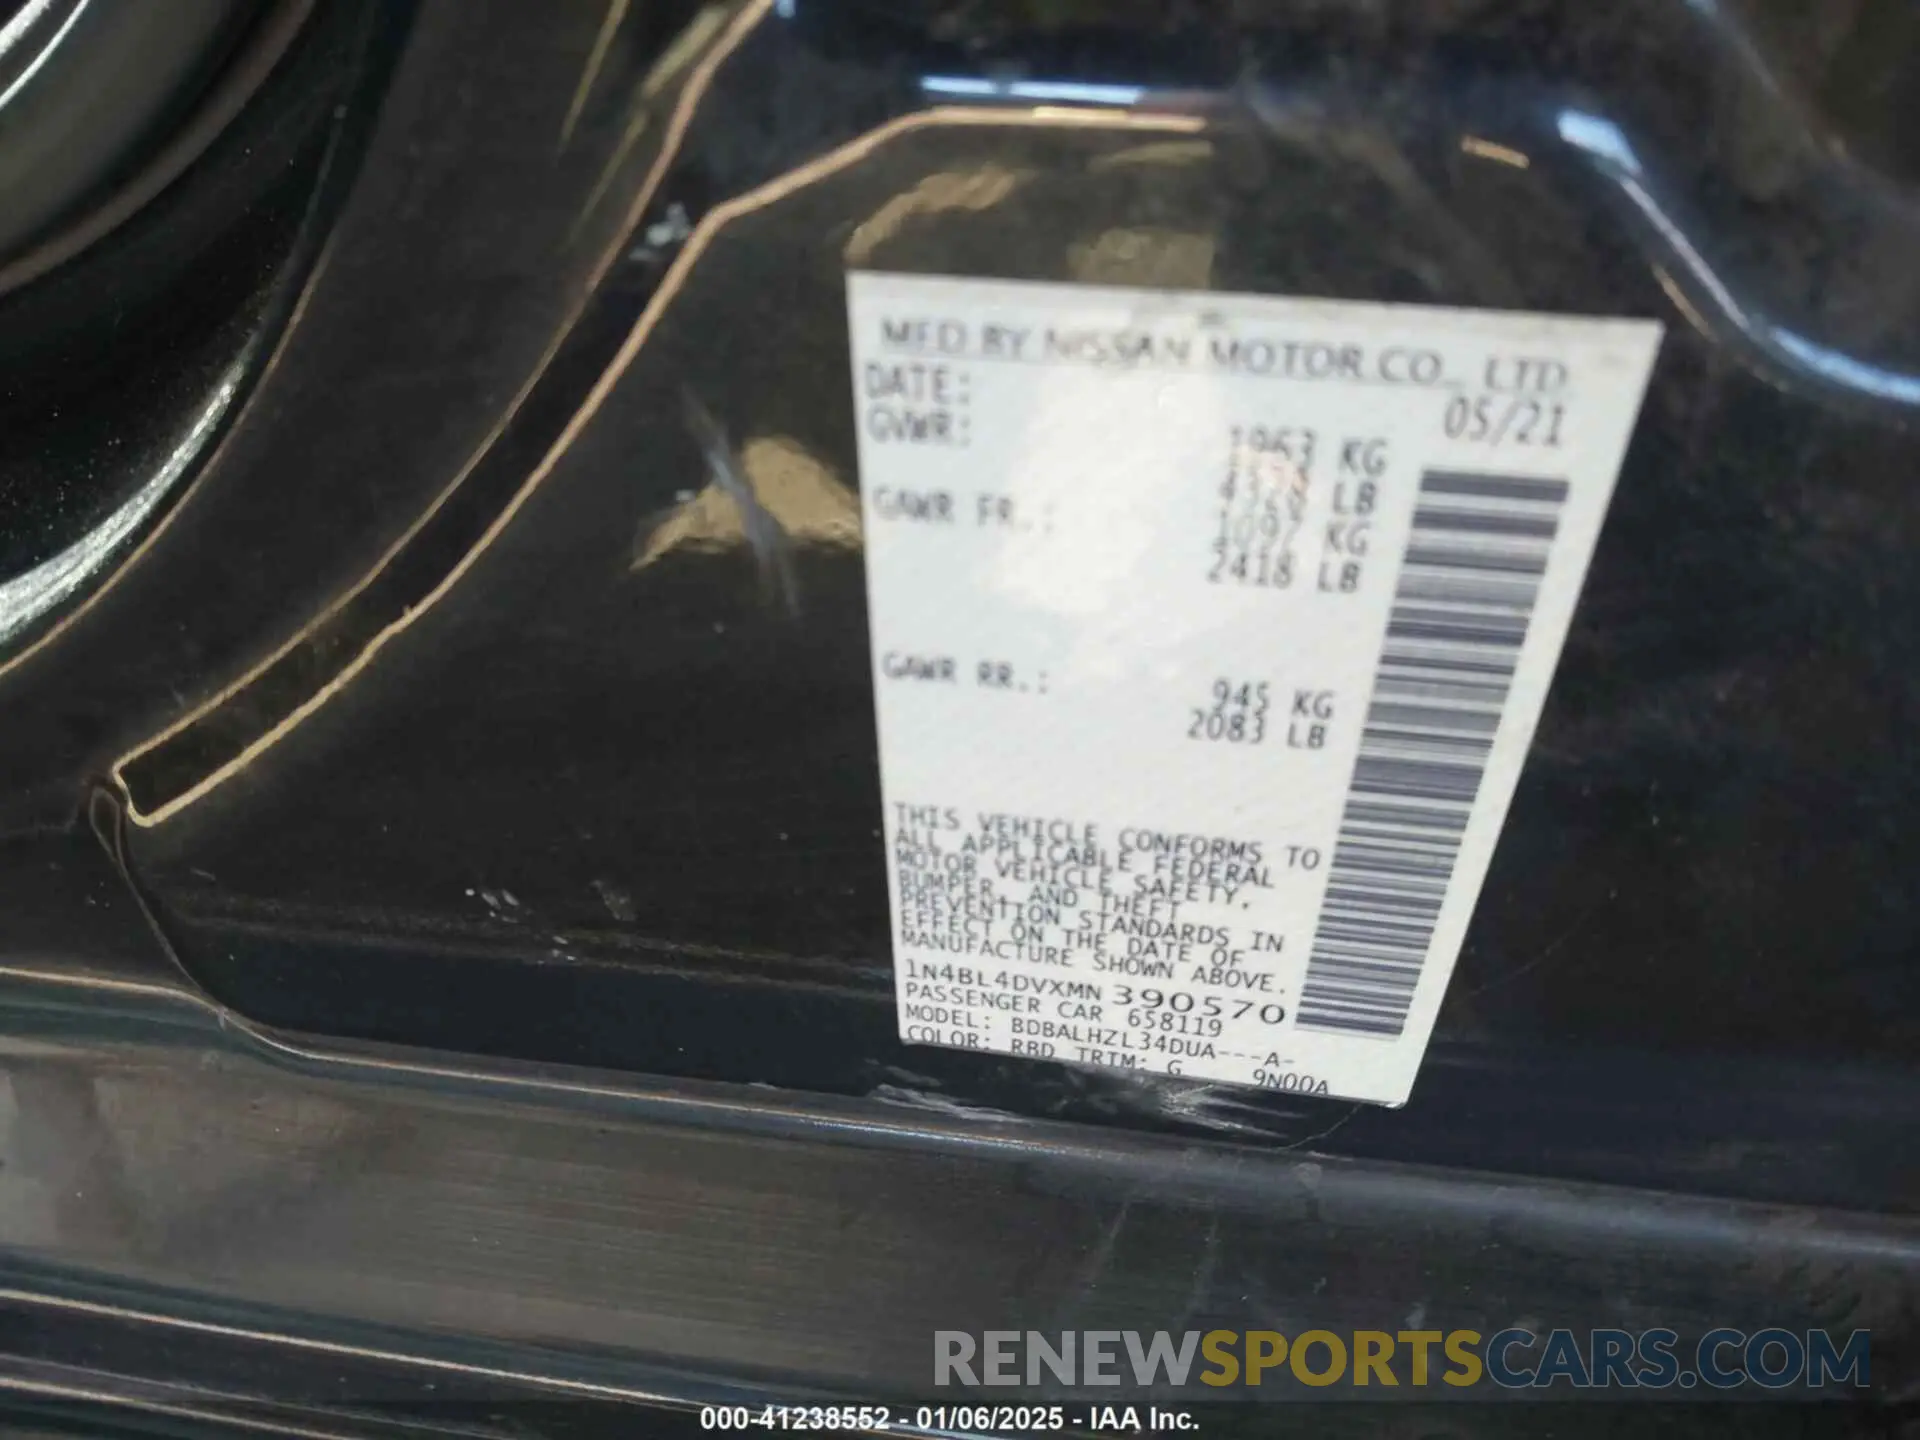 MFD BY NISSAN MOTOR CO., LTD.
DATE: 05/21
GVWR: 1963 KG
4328 LB
GAWR FR.: 1097 KG
2418 LB
GAWR RR.: 945 KG
2083 LB
THIS VEHICLE CONFORMS TO
ALL APPLICABLE FEDERAL
MOTOR VEHICLE SAFETY,
BUMPER, AND THEFT
PREVENTION STANDARDS IN
EFFECT ON THE DATE OF
MANUFACTURE SHOWN ABOVE.
1N4BL4DVXMN390570
PASSENGER CAR 658119
MODEL: BDBALHZL34DUA---A-
COLOR: RBD TRIM: G 9N00A
RENEWSPORTSCARS.COM
000-41238552 - 01/06/2025 - IAA Inc.